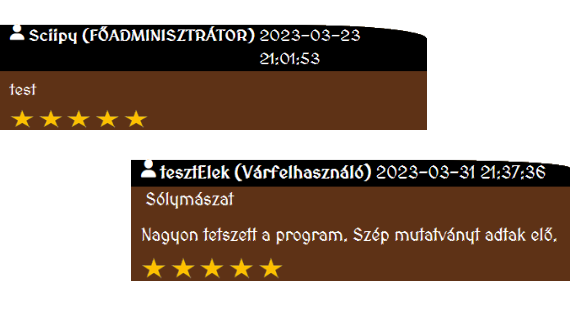 Sciipy (FŐADMINISZTRÁTOR) 2023-03-23
21:01:53
test
tesztElek (Várfelhasználó) 2023-03-31 21:37:36
Sólymászat
Nagyon tetszett a program. Szép mutatványt adtak elő.